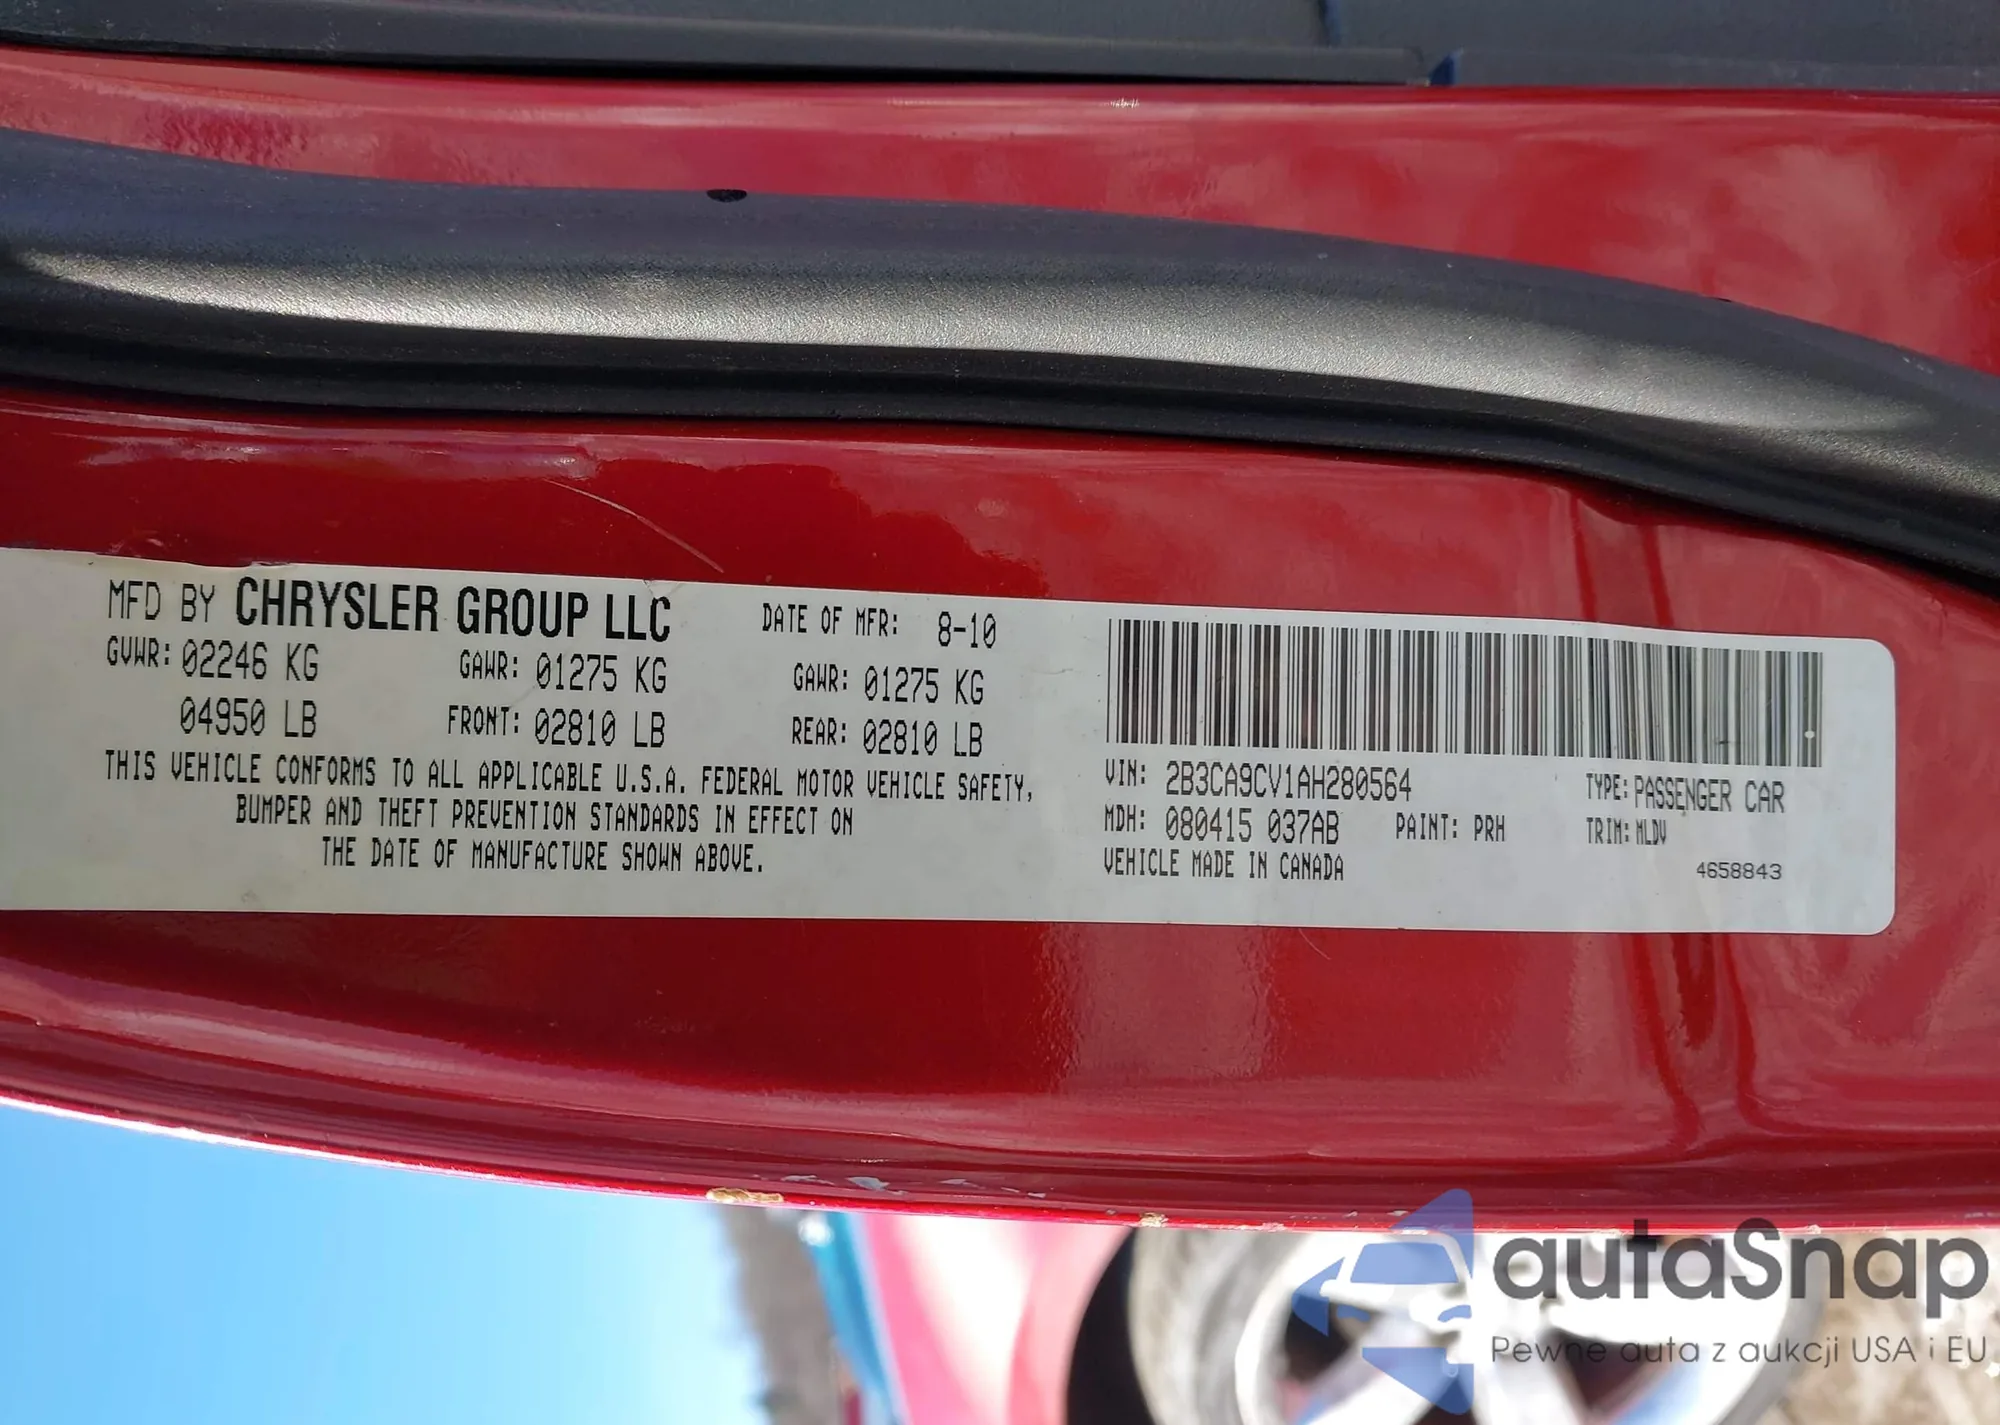 MFD BY CHRYSLER GROUP LLC DATE OF MFR: 8-10
GVWR: 02246 KG GAWR: 01275 KG GAWR: 01275 KG
04950 LB FRONT: 02810 LB REAR: 02810 LB
THIS VEHICLE CONFORMS TO ALL APPLICABLE U.S.A. FEDERAL MOTOR VEHICLE SAFETY,
BUMPER AND THEFT PREVENTION STANDARDS IN EFFECT ON
THE DATE OF MANUFACTURE SHOWN ABOVE.
VIN: 2B3CA9CV1AH280564 TYPE: PASSENGER CAR
MDH: 080415 037AB PAINT: PRH TRIM: MLDV
VEHICLE MADE IN CANADA 4658843
autaSnap
Pewne auta z aukcji USA i EU